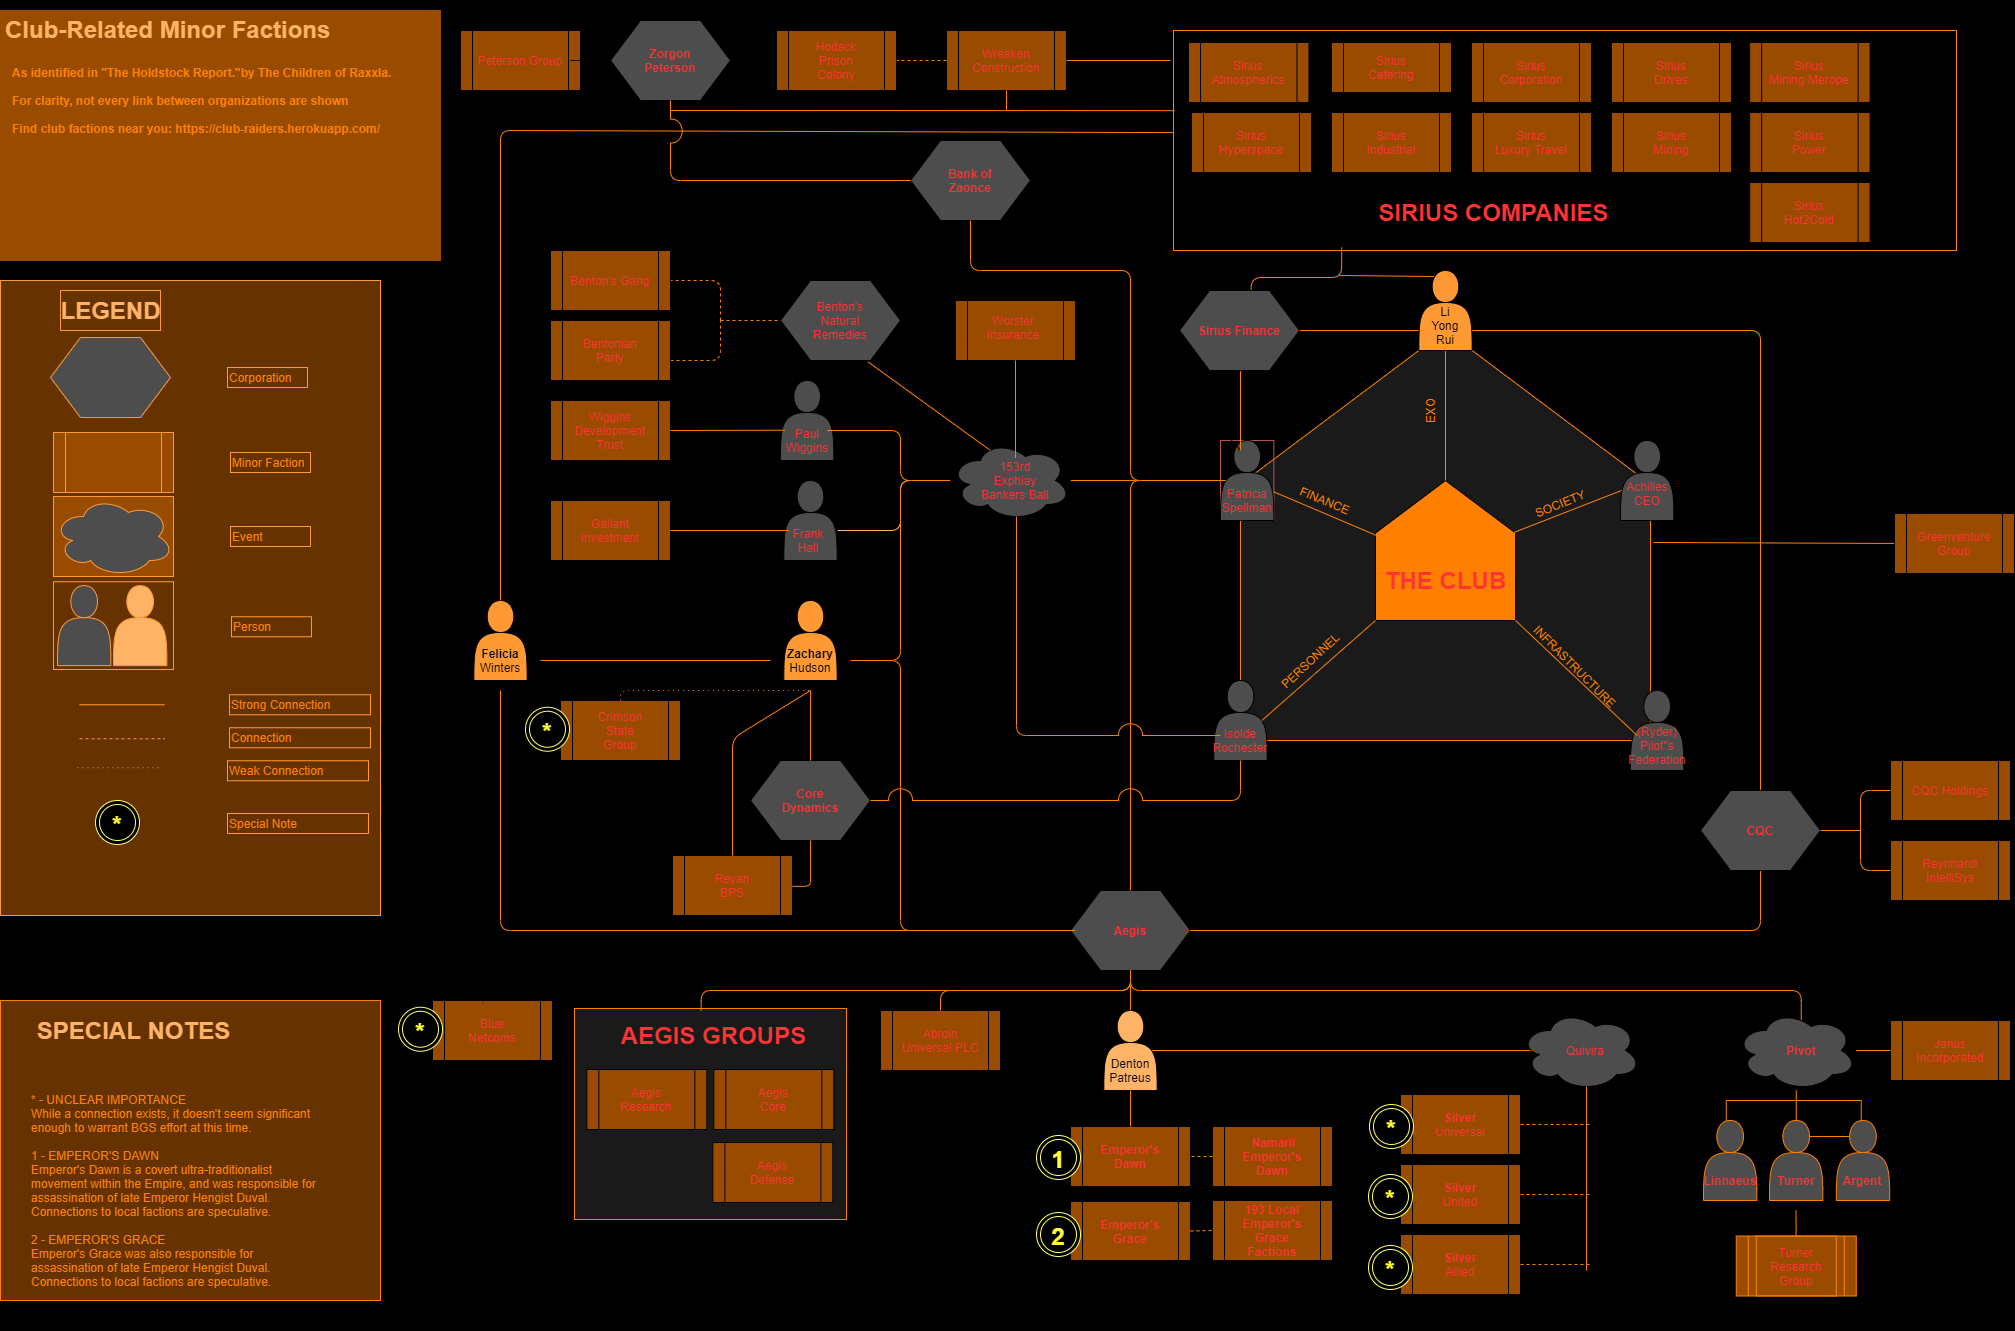 Club-Related Minor Factions
As identified in "The Holdstock Report."by The Children of Raxxla.
For clarity, not every link between organizations are shown
Find club factions near you: https://club-raiders.herokuapp.com/
Peterson Group
Zorgon
Peterson
Hodack
Prison
Colony
Wreaken
Construction
Sirius
Atmospherics
Sirius
Catering
Sirius
Corporation
Sirius
Drives
Sirius
Mining Merope
Sirius
Hyperspace
Sirius
Industrial
Sirius
Luxury Travel
Sirius
Mining
Sirius
Power
Sirius
Hot2Cold
SIRIUS COMPANIES
Bank of
Zaonce
LEGEND
Corporation
Minor Faction
Event
Person
Strong Connection
Connection
Weak Connection
*
Special Note
Benton's Gang
Bentonian
Party
Benton's
Natural
Remedies
Worster
Insurance
Sirius Finance
Li
Yong
Rui
Wiggins
Development
Trust
Paul
Wiggins
Gallant
Investment
Frank
Hall
153rd
Exphiay
Bankers Ball
Patricia
Spellman
Achilles
CEO
EXO
FINANCE
SOCIETY
THE CLUB
PERSONNEL
INFRASTRUCTURE
Greenventure
Group
Felicia
Winters
Zachary
Hudson
*
Crimson
State
Group
Isolde
Rochester
(Ryder)
Pilot"s
Federation
Core
Dynamics
Reyan
BPS
CQC
CQC Holdings
Reynhardt
IntelliSys
Aegis
SPECIAL NOTES
* - UNCLEAR IMPORTANCE
While a connection exists, it doesn't seem significant
enough to warrant BGS effort at this time.
1 - EMPEROR'S DAWN
Emperor's Dawn is a covert ultra-traditionalist
movement within the Empire, and was responsible for
assassination of late Emperor Hengist Duval.
Connections to local factions are speculative.
2 - EMPEROR'S GRACE
Emperor's Grace was also responsible for
assassination of late Emperor Hengist Duval.
Connections to local factions are speculative.
*
Blue
Netcoms
AEGIS GROUPS
Aegis
Research
Aegis
Core
Aegis
Defense
Abroin
Universal PLC
Denton
Patreus
Quivira
Pivot
Janus
Incorporated
1
Emperor's
Dawn
Namarii
Emperor's
Dawn
2
Emperor's
Grace
193 Local
Emperor's
Grace
Factions
*
Silver
Universal
*
Silver
United
*
Silver
Allied
Linnaeus
Turner
Argent
Turner
Research
Group